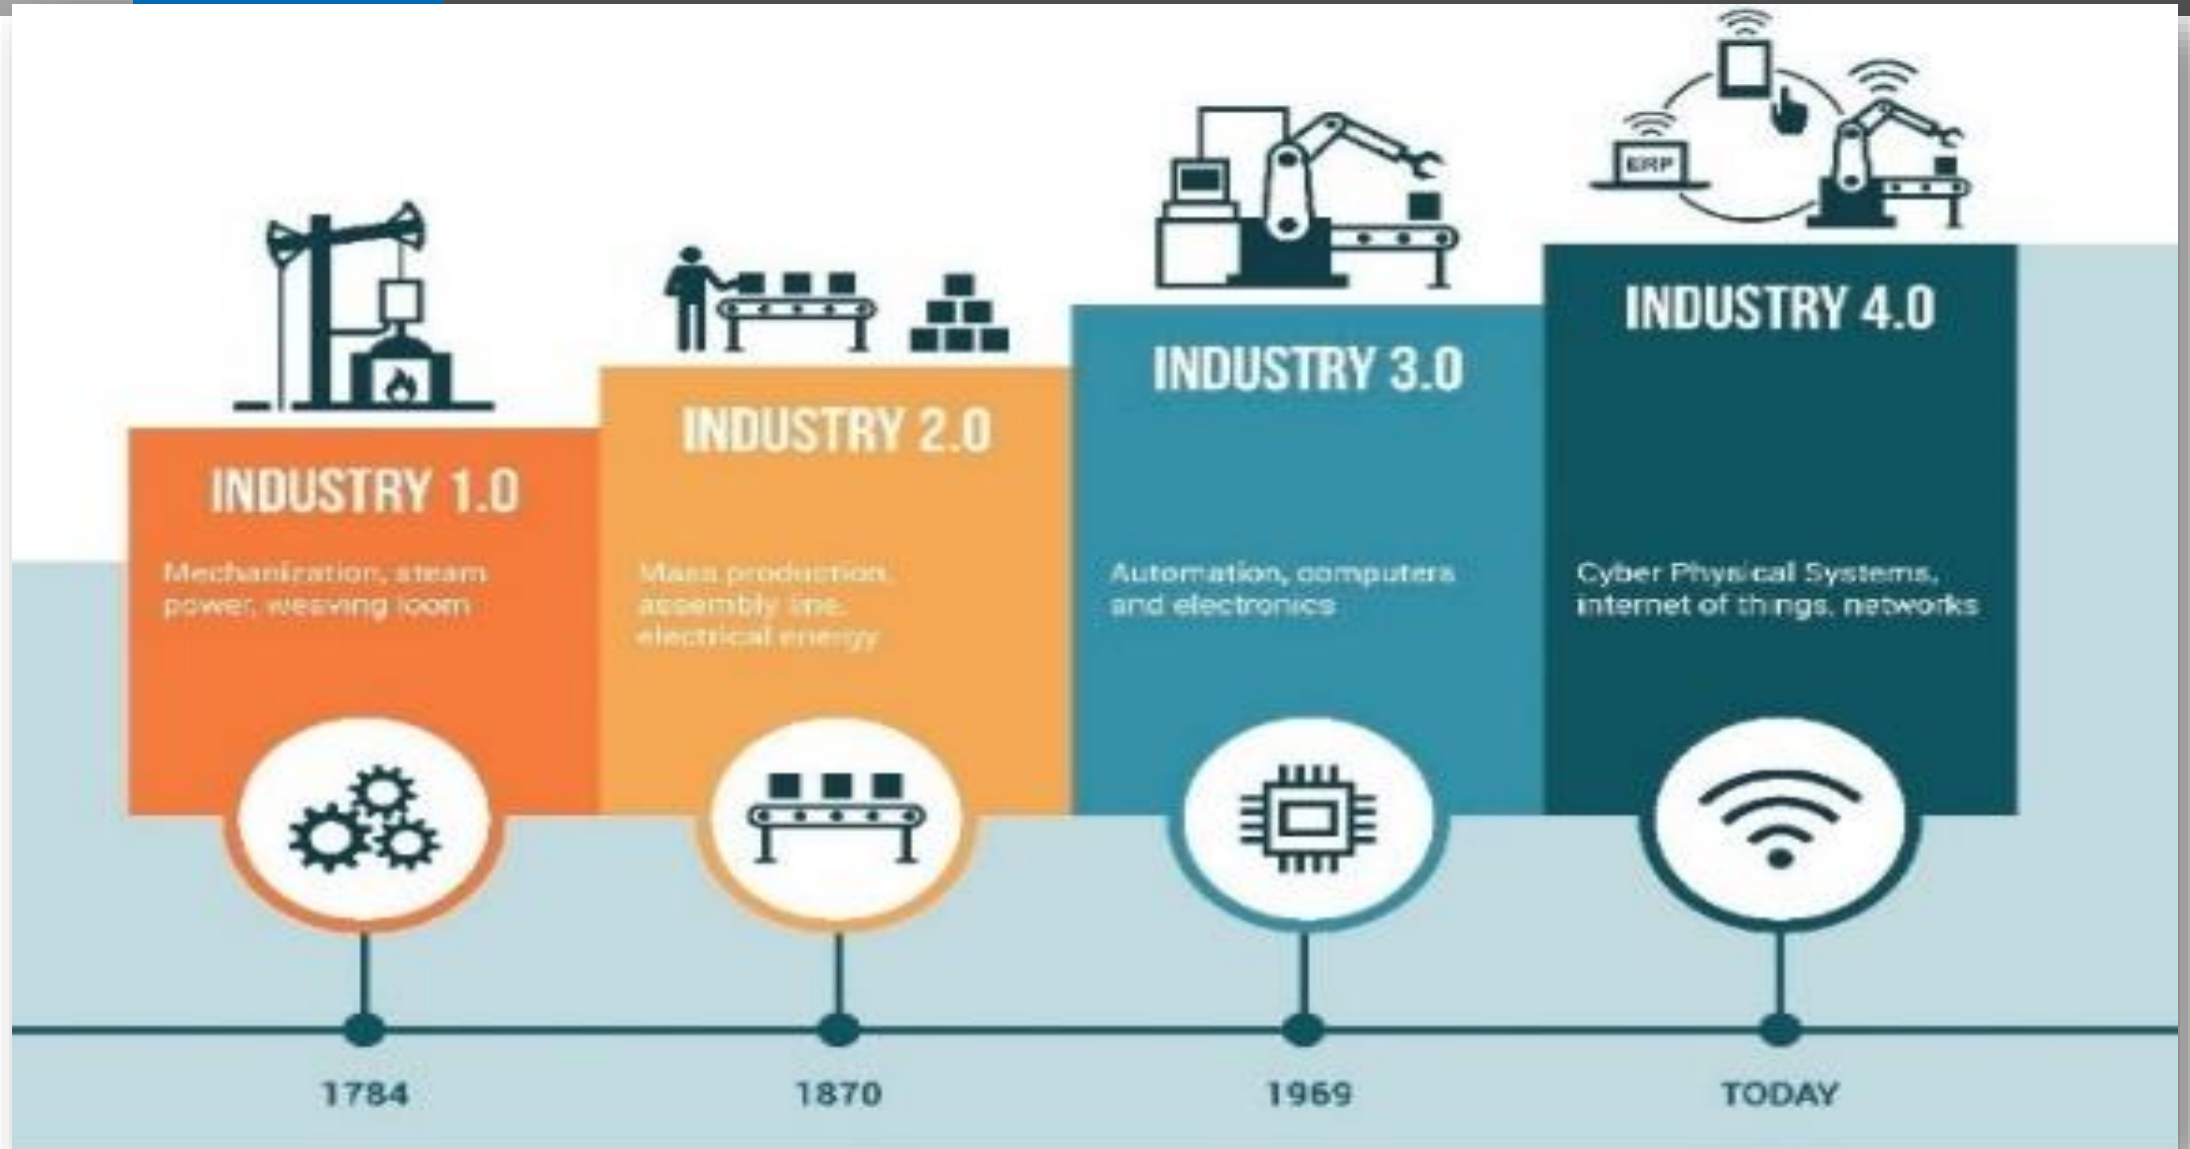 ERP
INDUSTRY 1.0
Mechanization, steam
power, weaving loom
INDUSTRY 2.0
Mass production,
assembly line,
electrical energy
INDUSTRY 3.0
Automation, computers
and electronics
INDUSTRY 4.0
Cyber Physical Systems,
internet of things, networks
1784
1870
1969
TODAY